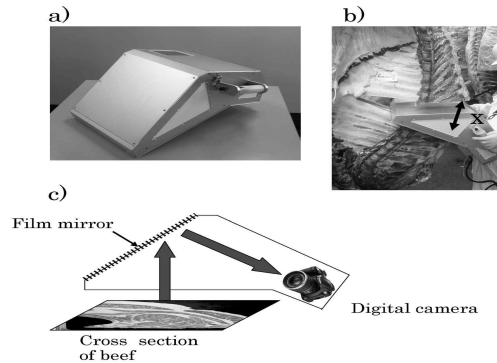 a)
b)
X
c)
Film mirror
Digital camera
Cross section
of beef